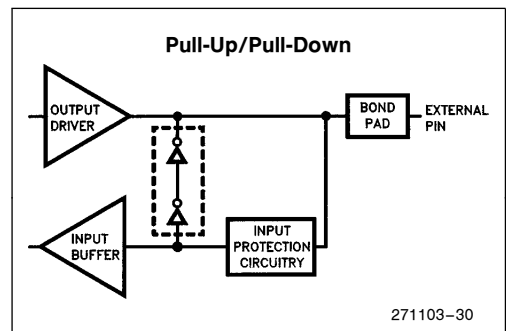 Pull-Up/Pull-Down
OUTPUT
DRIVER
BOND
PAD
EXTERNAL
PIN
INPUT
BUFFER
INPUT
PROTECTION
CIRCUITRY
271103–30